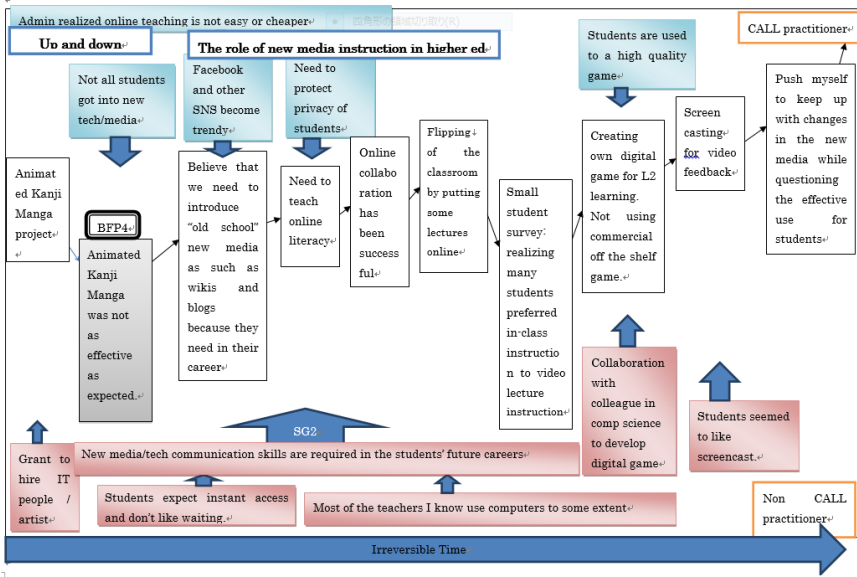 Admin realized online teaching is not easy or cheaper
四角形の領域切り取り(R)
Up and down
The role of new media instruction in higher ed
CALL practitioner
Not all students
got into new
tech/media
Facebook
and other
SNS become
trendy
Need to
protect
privacy of
students
Students are used
to a high quality
game
Animat
ed Kanji
Manga
project
BFP4
Animated
Kanji
Manga
was not
as
effective
as
expected.
Believe that
we need to
introduce
“old school”
new media
as such as
wikis and
blogs
because they
need in their
career
Need to
teach
online
literacy
Online
collabo
ration
has
been
success
ful
Flipping↓
of the
classroom
by putting
some
lectures
online
Small
student
survey:
realizing
many
students
preferred
in-class
instructio
n to video
lecture
instruction
Creating
own digital
game for L2
learning.
Not using
commercial
off the shelf
game.
Screen
casting
for video
feedback
Push myself
to keep up
with changes
in the new
media while
questioning
the effective
use for
students
SG2
Grant to
hire IT
people /
artist
New media/tech communication skills are required in the students' future careers
Students expect instant access
and don't like waiting.
Most of the teachers I know use computers to some extent
Collaboration
with
colleague in
comp science
to develop
digital game
Students seemed
to like
screencast.
Non CALL
practitioner
Irreversible Time